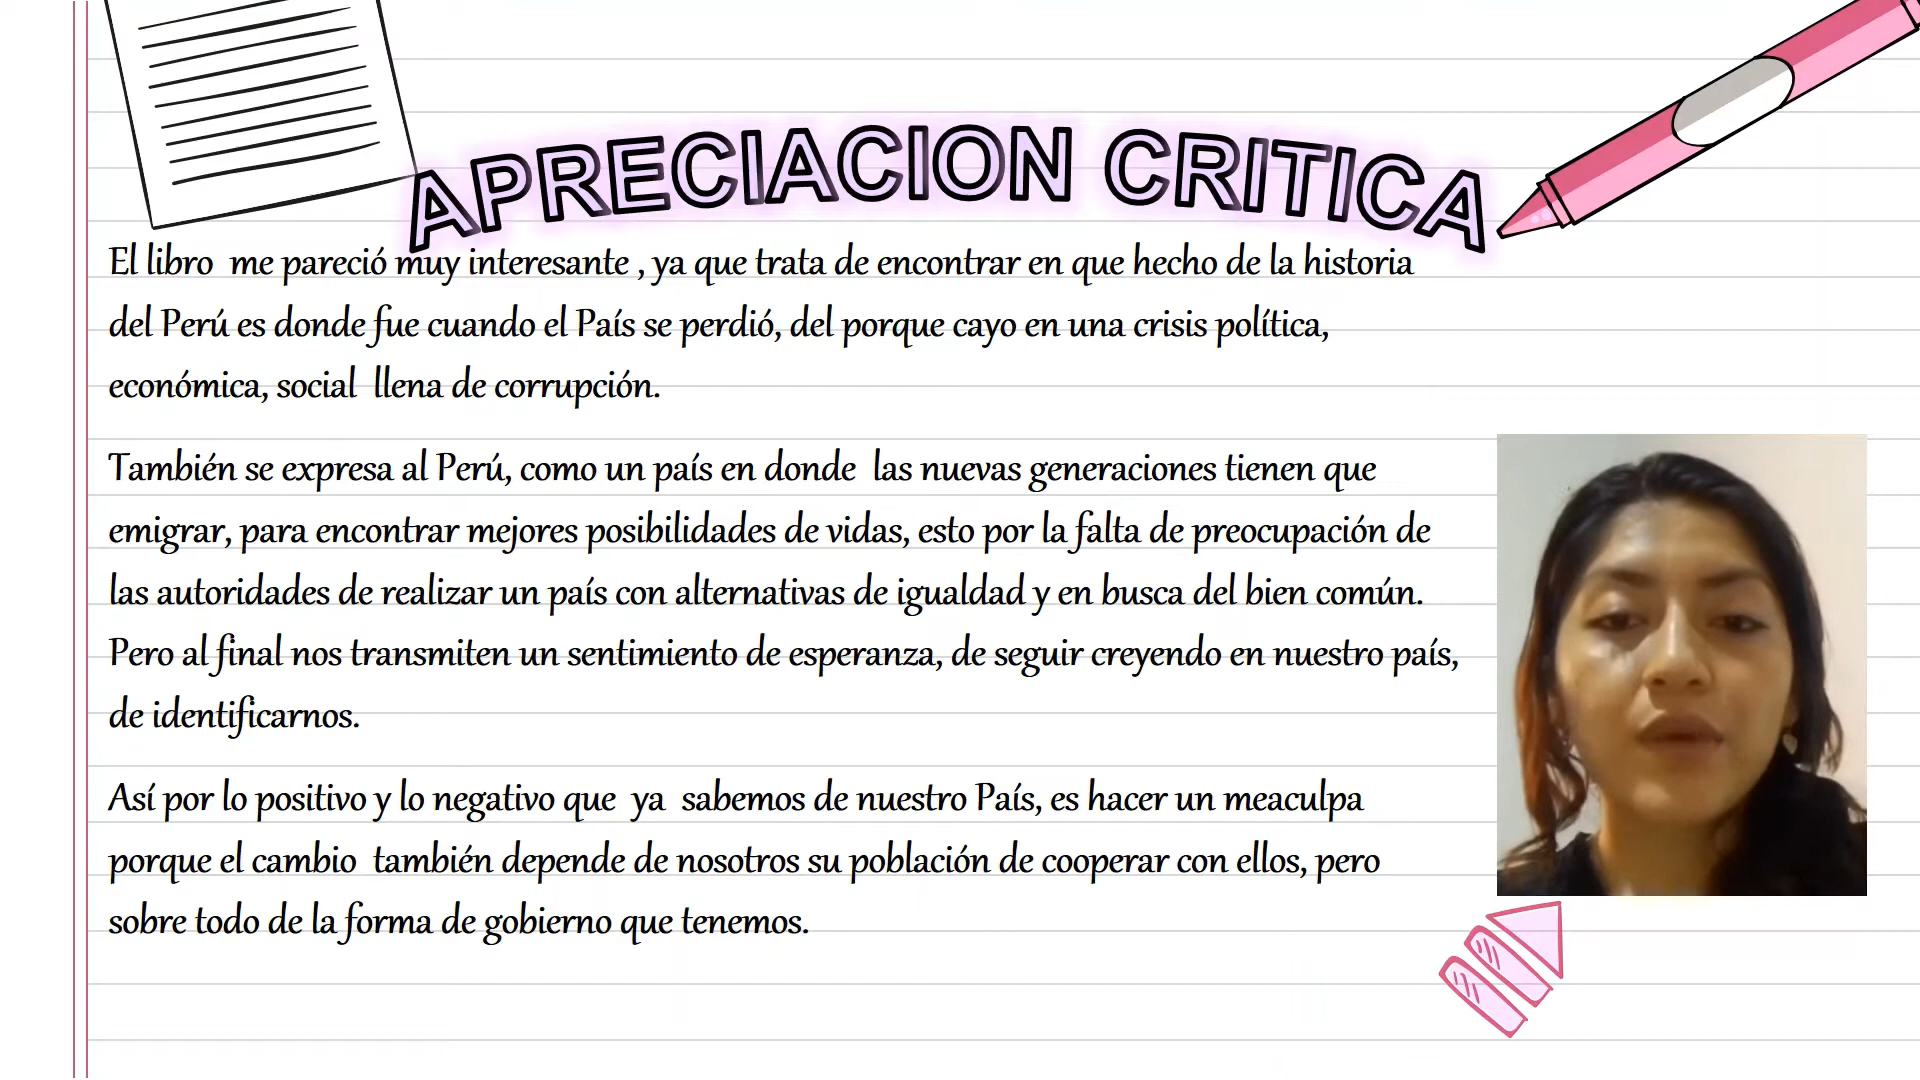 APRECIACION CRITICA
El libro me pareció muy interesante , ya que trata de encontrar en que hecho de la historia
del Perú es donde fue cuando el País se perdió, del porque cayo en una crisis política,
económica, social llena de corrupción.
También se expresa al Perú, como un país en donde las nuevas generaciones tienen que
emigrar, para encontrar mejores posibilidades de vidas, esto por la falta de preocupación de
las autoridades de realizar un país con alternativas de igualdad y en busca del bien común.
Pero al final nos transmiten un sentimiento de esperanza, de seguir creyendo en nuestro país,
de identificarnos.
Así por lo positivo y lo negativo que ya sabemos de nuestro País, es hacer un meaculpa
porque el cambio también depende de nosotros su población de cooperar con ellos, pero
sobre todo de la forma de gobierno que tenemos.